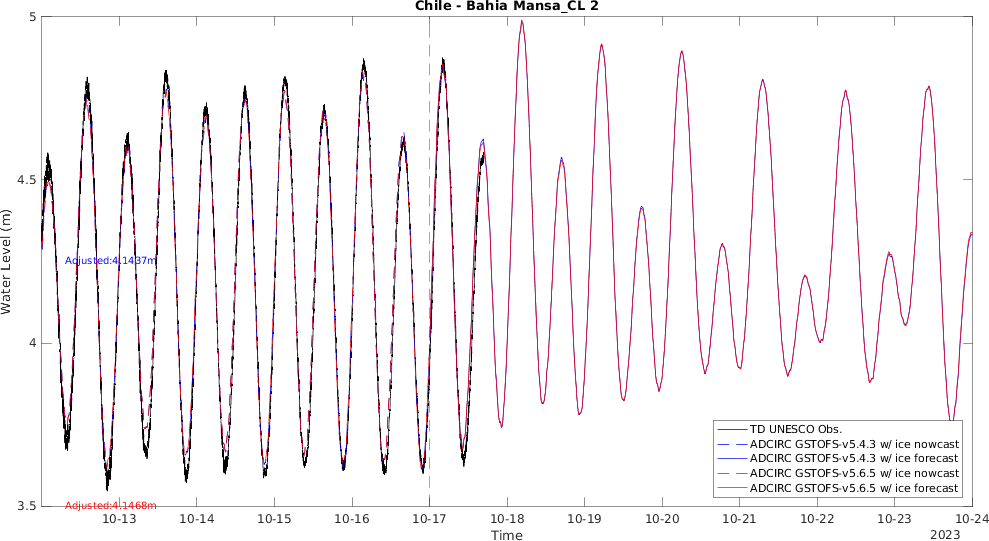 Chile - Bahia Mansa_CL 2
5
4.5
4
3.5
Water Level (m)
Adjusted:4.1437m
Adjusted:4.1468m
TD UNESCO Obs.
ADCIRC GSTOFS-v5.4.3 w/ ice nowcast
ADCIRC GSTOFS-v5.4.3 w/ ice forecast
ADCIRC GSTOFS-v5.6.5 w/ ice nowcast
ADCIRC GSTOFS-v5.6.5 w/ ice forecast
10-13 10-14 10-15 10-16 10-17 10-18 10-19 10-20 10-21 10-22 10-23 10-24
Time
2023